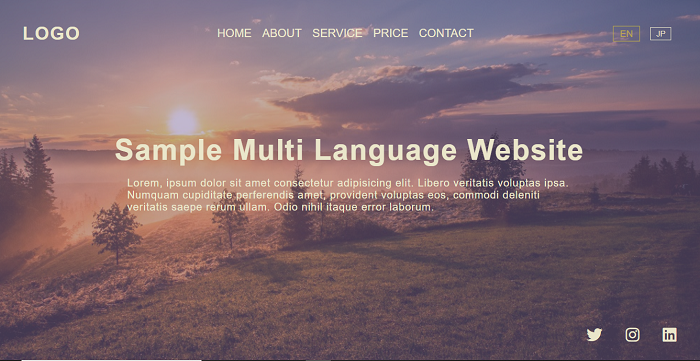 LOGO
HOME ABOUT SERVICE PRICE CONTACT
EN JP
Sample Multi Language Website
Lorem, ipsum dolor sit amet consectetur adipisicing elit. Libero veritatis voluptas ipsa.
Numquam cupiditate perferendis amet, provident voluptas eos, commodi deleniti
veritatis saepe rerum ullam. Odio nihil itaque error laborum.